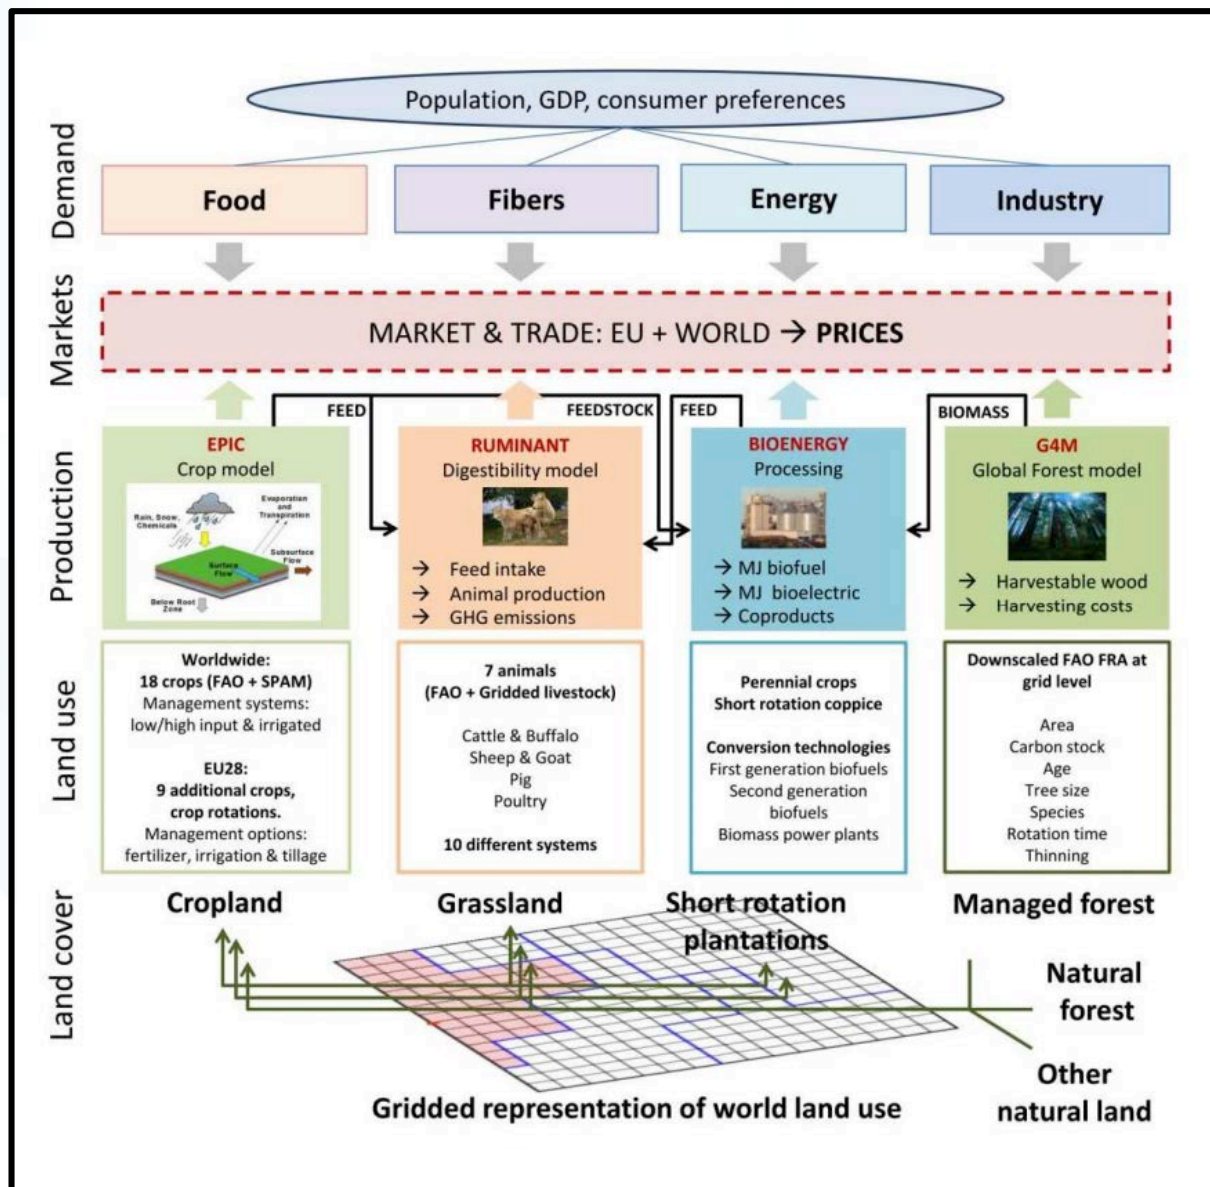 Population, GDP, consumer preferences
Demand
Food
Fibers
Energy
Industry
Markets
MARKET & TRADE: EU + WORLD → PRICES
FEED
FEEDSTOCK
FEED
BIOMASS
Production
EPIC
Crop model
Rain, Snow,
Chemicals
Evaporation
and
Transpiration
Subsurface
Flow
Surface
Flow
Below Root
Zone
RUMINANT
Digestibility model
→ Feed intake
→ Animal production
→ GHG emissions
BIOENERGY
Processing
→ MJ biofuel
→ MJ bioelectric
→ Coproducts
G4M
Global Forest model
→ Harvestable wood
→ Harvesting costs
Land use
Worldwide:
18 crops (FAO + SPAM)
Management systems:
low/high input & irrigated
EU28:
9 additional crops,
crop rotations.
Management options:
fertilizer, irrigation & tillage
7 animals
(FAO + Gridded livestock)
Cattle & Buffalo
Sheep & Goat
Pig
Poultry
10 different systems
Perennial crops
Short rotation coppice
Conversion technologies
First generation biofuels
Second generation
biofuels
Biomass power plants
Downscaled FAO FRA at
grid level
Area
Carbon stock
Age
Tree size
Species
Rotation time
Thinning
Land cover
Cropland
Grassland
Short rotation
plantations
Managed forest
Natural
forest
Other
natural land
Gridded representation of world land use